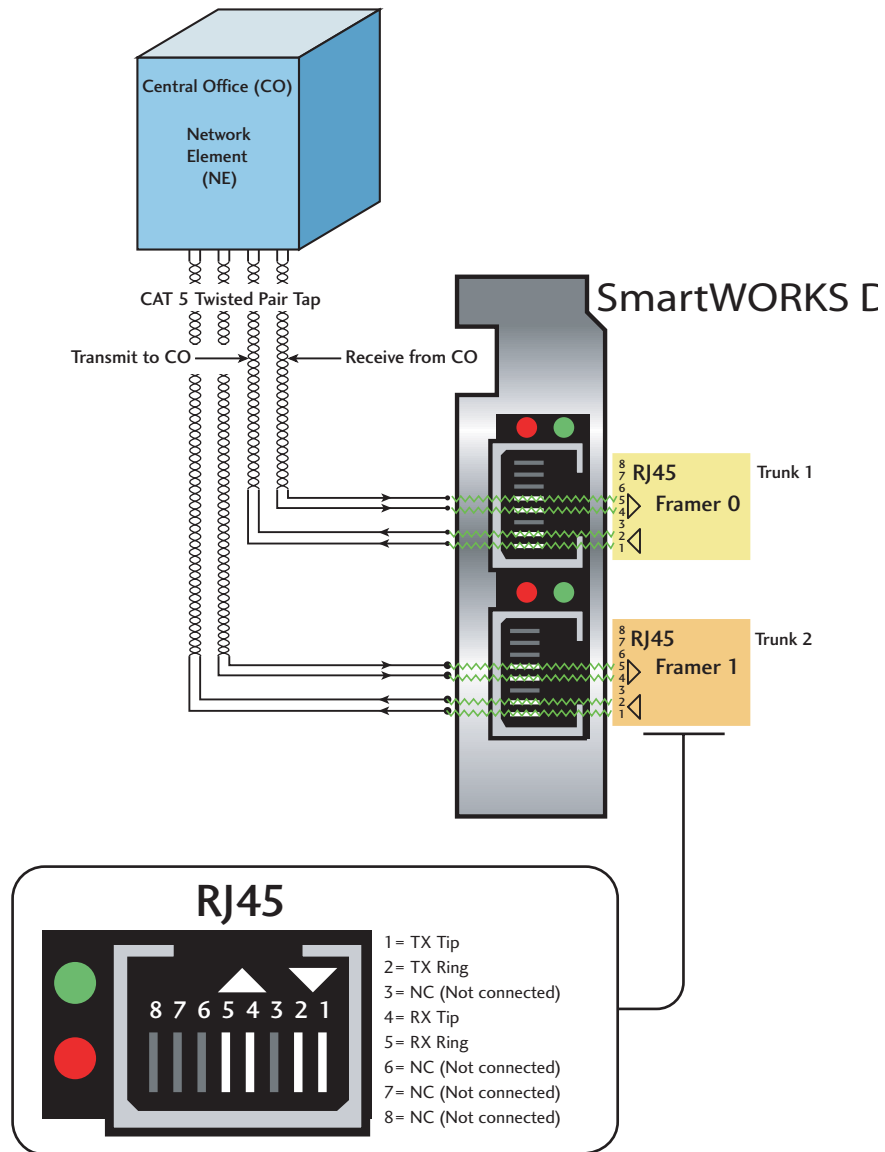 Central Office (CO)
Network
Element
(NE)
CAT 5 Twisted Pair Tap
Transmit to CO
Receive from CO
SmartWORKS D
8
7
6
5
4
3
2
1
RJ45
Framer 0
Trunk 1
8
7
6
5
4
3
2
1
RJ45
Framer 1
Trunk 2
RJ45
8 7 6 5 4 3 2 1
1= TX Tip
2= TX Ring
3= NC (Not connected)
4= RX Tip
5= RX Ring
6= NC (Not connected)
7= NC (Not connected)
8= NC (Not connected)